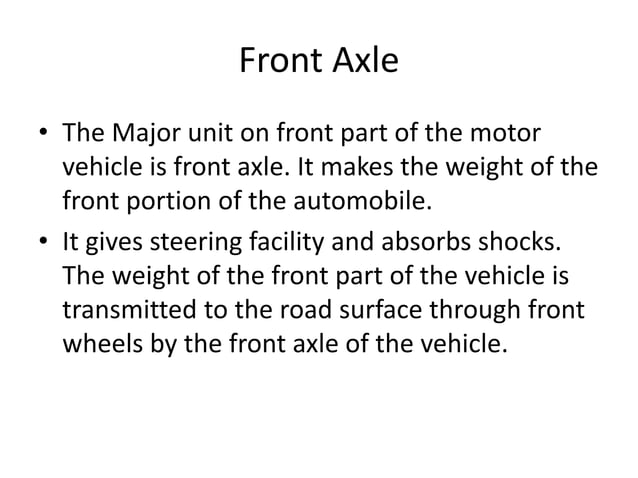 Front Axle
• The Major unit on front part of the motor
vehicle is front axle. It makes the weight of the
front portion of the automobile.
• It gives steering facility and absorbs shocks.
The weight of the front part of the vehicle is
transmitted to the road surface through front
wheels by the front axle of the vehicle.